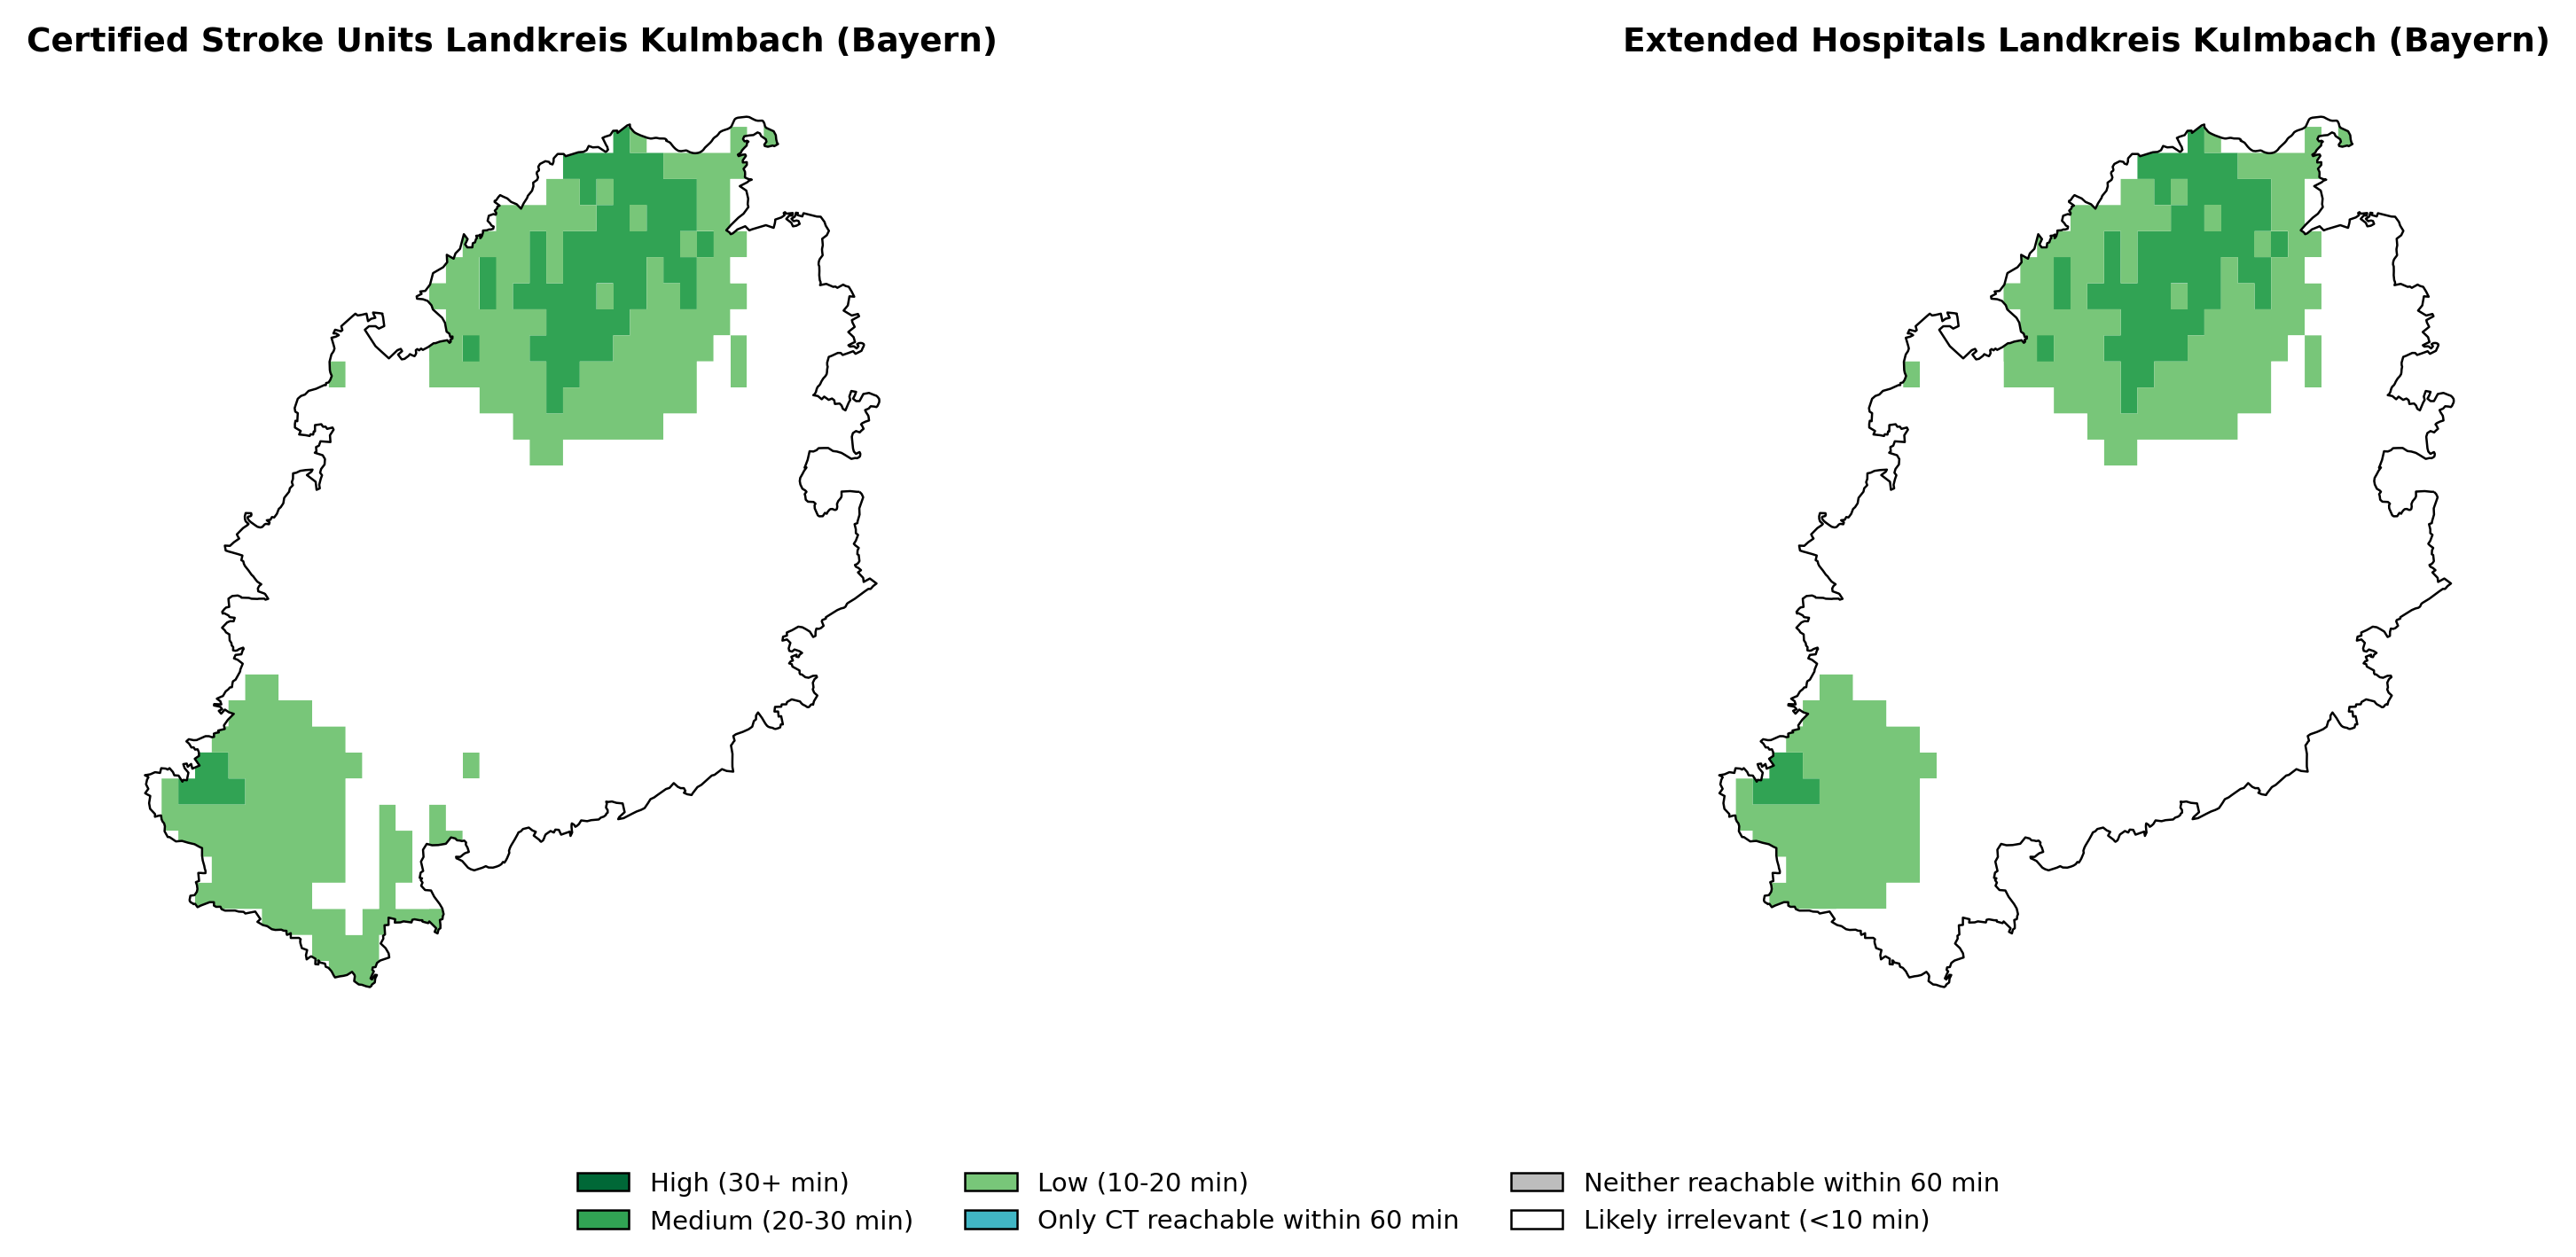 Certified Stroke Units Landkreis Kulmbach (Bayern)
Extended Hospitals Landkreis Kulmbach (Bayern)
High (30+ min)
Medium (20-30 min)
Low (10-20 min)
Only CT reachable within 60 min
Neither reachable within 60 min
Likely irrelevant (<10 min)